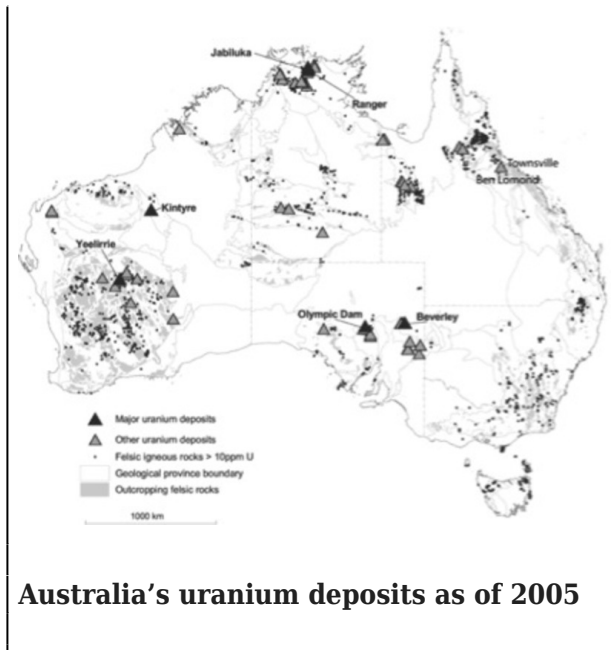 Jabiluka
Ranger
Townsville
Ben Lomond
Kintyre
Yeelirrie
Olympic Dam
Beverley
Major uranium deposits
Other uranium deposits
Felsic igneous rocks > 10ppm U
Geological province boundary
Outcropping felsic rocks
1000 km
Australia’s uranium deposits as of 2005